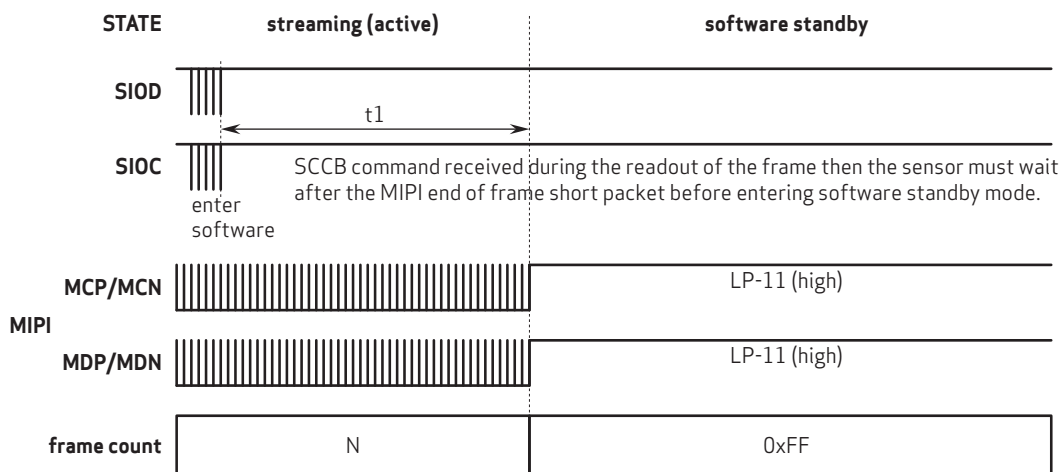 STATE streaming (active) software standby
SIOD
t1
SIOC SCCB command received during the readout of the frame then the sensor must wait
after the MIPI end of frame short packet before entering software standby mode.
enter
software
MCP/MCN LP-11 (high)
MIPI
MDP/MDN LP-11 (high)
frame count N 0xFF